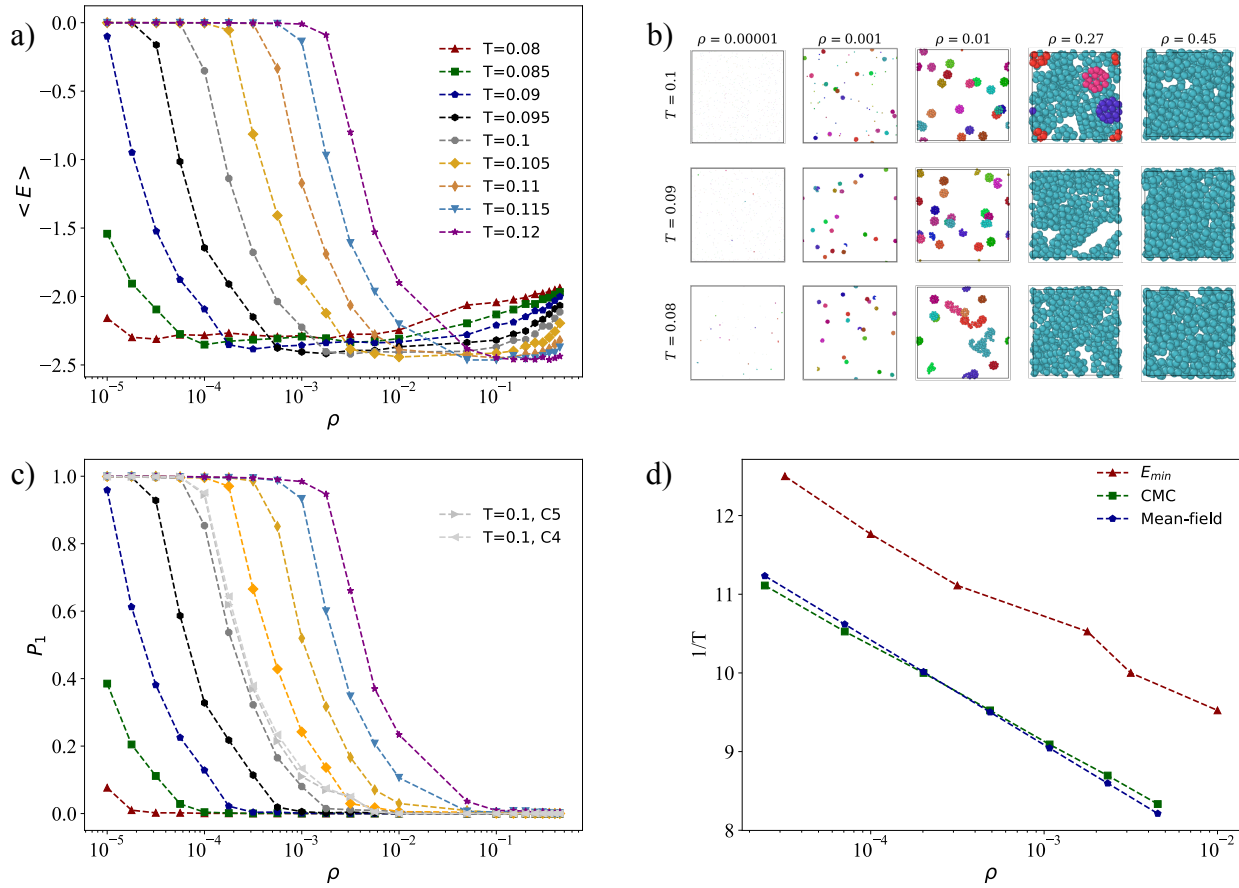 a)
0.0
−0.5
−1.0
−1.5
−2.0
−2.5
< E >
10⁻⁵
10⁻⁴
10⁻³
10⁻²
10⁻¹
ρ
T=0.08
T=0.085
T=0.09
T=0.095
T=0.1
T=0.105
T=0.11
T=0.115
T=0.12
b)
ρ = 0.00001
ρ = 0.001
ρ = 0.01
ρ = 0.27
ρ = 0.45
T = 0.1
T = 0.09
T = 0.08
c)
1.0
0.8
0.6
0.4
0.2
0.0
P₁
10⁻⁵
10⁻⁴
10⁻³
10⁻²
10⁻¹
ρ
T=0.1, C5
T=0.1, C4
d)
12
11
10
9
8
1/T
10⁻⁴
10⁻³
10⁻²
ρ
Eₘᵢₙ
CMC
Mean-field